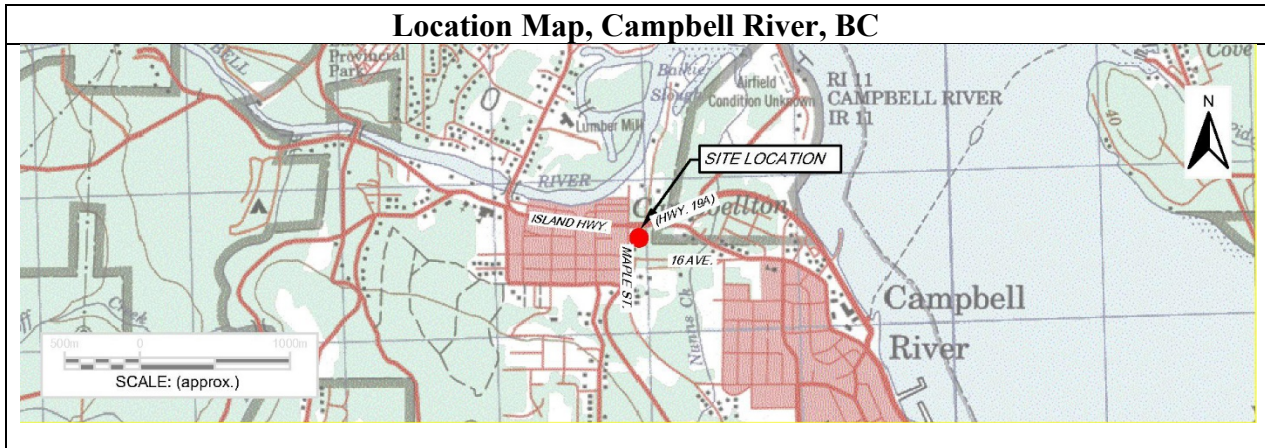 Location Map, Campbell River, BC
BELL
Provincial
Park
Baikie
Slough
Airfield
Condition Unknown
RI 11
CAMPBELL RIVER
IR 11
Cove
40
N
Lumber Mill
SITE LOCATION
RIVER
ISLAND HWY.
(HWY. 19A)
16 AVE.
MAPLE ST.
Nunns Ck
Campbell
River
Creek
500m
0
1000m
SCALE: (approx.)